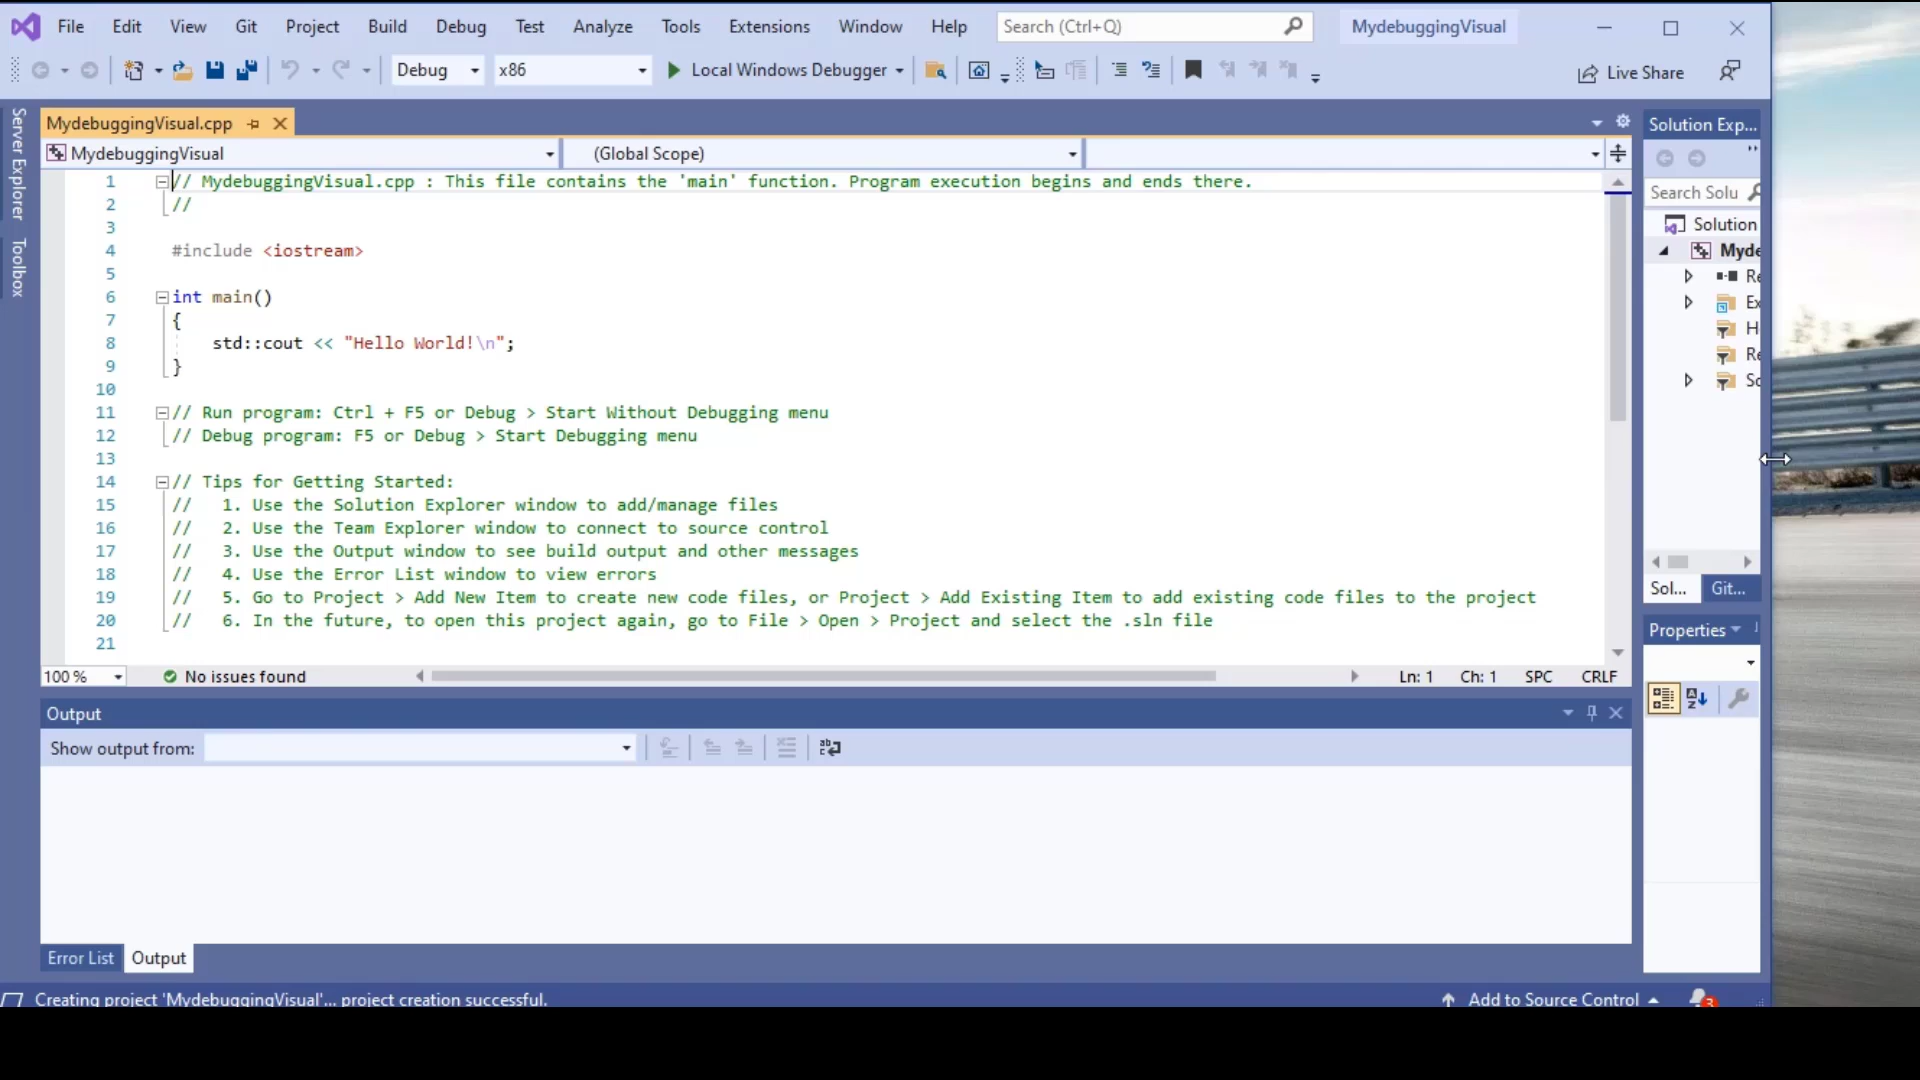 File Edit View Git Project Build Debug Test Analyze Tools Extensions Window Help Search (Ctrl+Q) MydebuggingVisual
Debug x86 Local Windows Debugger Live Share
Server Explorer
Toolbox
MydebuggingVisual.cpp
MydebuggingVisual (Global Scope)
1 // MydebuggingVisual.cpp : This file contains the 'main' function. Program execution begins and ends there.
2 //
3
4 #include <iostream>
5
6 int main()
7 {
8 std::cout << "Hello World!\n";
9 }
10
11 // Run program: Ctrl + F5 or Debug > Start Without Debugging menu
12 // Debug program: F5 or Debug > Start Debugging menu
13
14 // Tips for Getting Started:
15 // 1. Use the Solution Explorer window to add/manage files
16 // 2. Use the Team Explorer window to connect to source control
17 // 3. Use the Output window to see build output and other messages
18 // 4. Use the Error List window to view errors
19 // 5. Go to Project > Add New Item to create new code files, or Project > Add Existing Item to add existing code files to the project
20 // 6. In the future, to open this project again, go to File > Open > Project and select the .sln file
21
100 % No issues found Ln: 1 Ch: 1 SPC CRLF
Output
Show output from:
Error List Output
Solution Exp...
Search Solu
Solution
Myde
Re
Ex
H
Re
So
Sol... Git...
Properties
Creating project 'MydebuggingVisual'... project creation successful. Add to Source Control 3